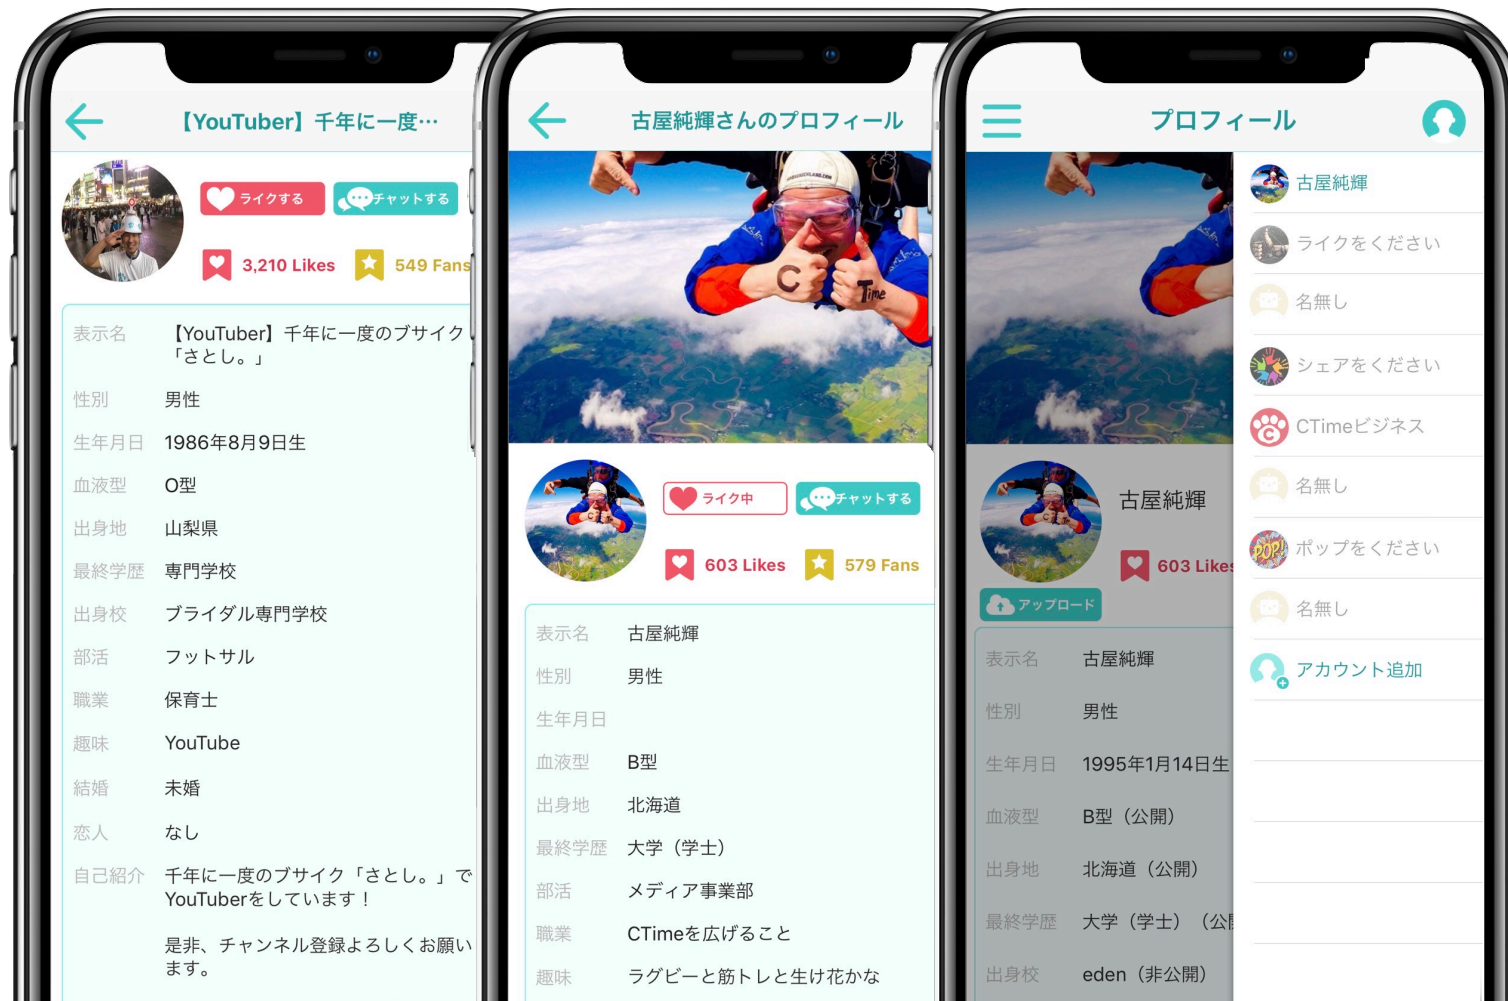 【YouTuber】千年に一度…
ライクする
チャットする
3,210 Likes
549 Fans
表示名 【YouTuber】千年に一度のブサイク
「さとし。」
性別 男性
生年月日 1986年8月9日生
血液型 O型
出身地 山梨県
最終学歴 専門学校
出身校 ブライダル専門学校
部活 フットサル
職業 保育士
趣味 YouTube
結婚 未婚
恋人 なし
自己紹介 千年に一度のブサイク「さとし。」で
YouTuberをしています！
是非、チャンネル登録よろしくお願い
ます。
古屋純輝さんのプロフィール
C Time
ライク中
チャットする
603 Likes
579 Fans
表示名 古屋純輝
性別 男性
生年月日
血液型 B型
出身地 北海道
最終学歴 大学（学士）
部活 メディア事業部
職業 CTimeを広げること
趣味 ラグビーと筋トレと生け花かな
プロフィール
古屋純輝
603 Likes
アップロード
表示名 古屋純輝
性別 男性
生年月日 1995年1月14日生
血液型 B型（公開）
出身地 北海道（公開）
最終学歴 大学（学士）（公開
出身校 eden（非公開）
古屋純輝
ライクをください
名無し
シェアをください
C
CTimeビジネス
名無し
POP!
ポップをください
名無し
アカウント追加